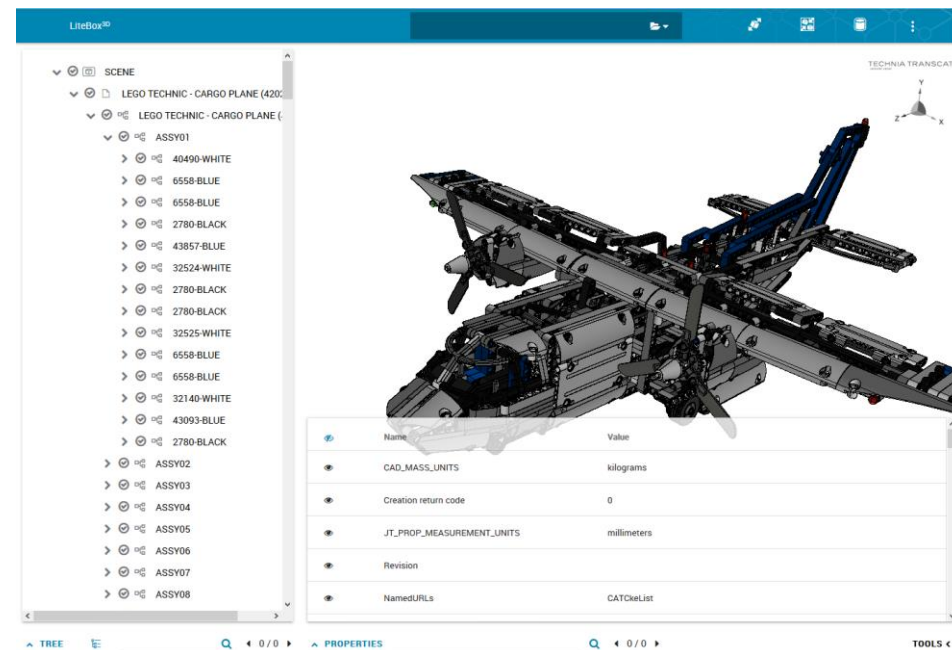 LiteBox3D
TECHNIA TRANSCAT
Y
Z
X
SCENE
LEGO TECHNIC - CARGO PLANE (420
LEGO TECHNIC - CARGO PLANE (
ASSY01
40490-WHITE
6558-BLUE
6558-BLUE
2780-BLACK
43857-BLUE
32524-WHITE
2780-BLACK
2780-BLACK
32525-WHITE
6558-BLUE
6558-BLUE
32140-WHITE
43093-BLUE
2780-BLACK
ASSY02
ASSY03
ASSY04
ASSY05
ASSY06
ASSY07
ASSY08
Name Value
CAD_MASS_UNITS kilograms
Creation return code 0
JT_PROP_MEASUREMENT_UNITS millimeters
Revision
NamedURLs CATCkeList
TREE 0/0 PROPERTIES 0/0 TOOLS